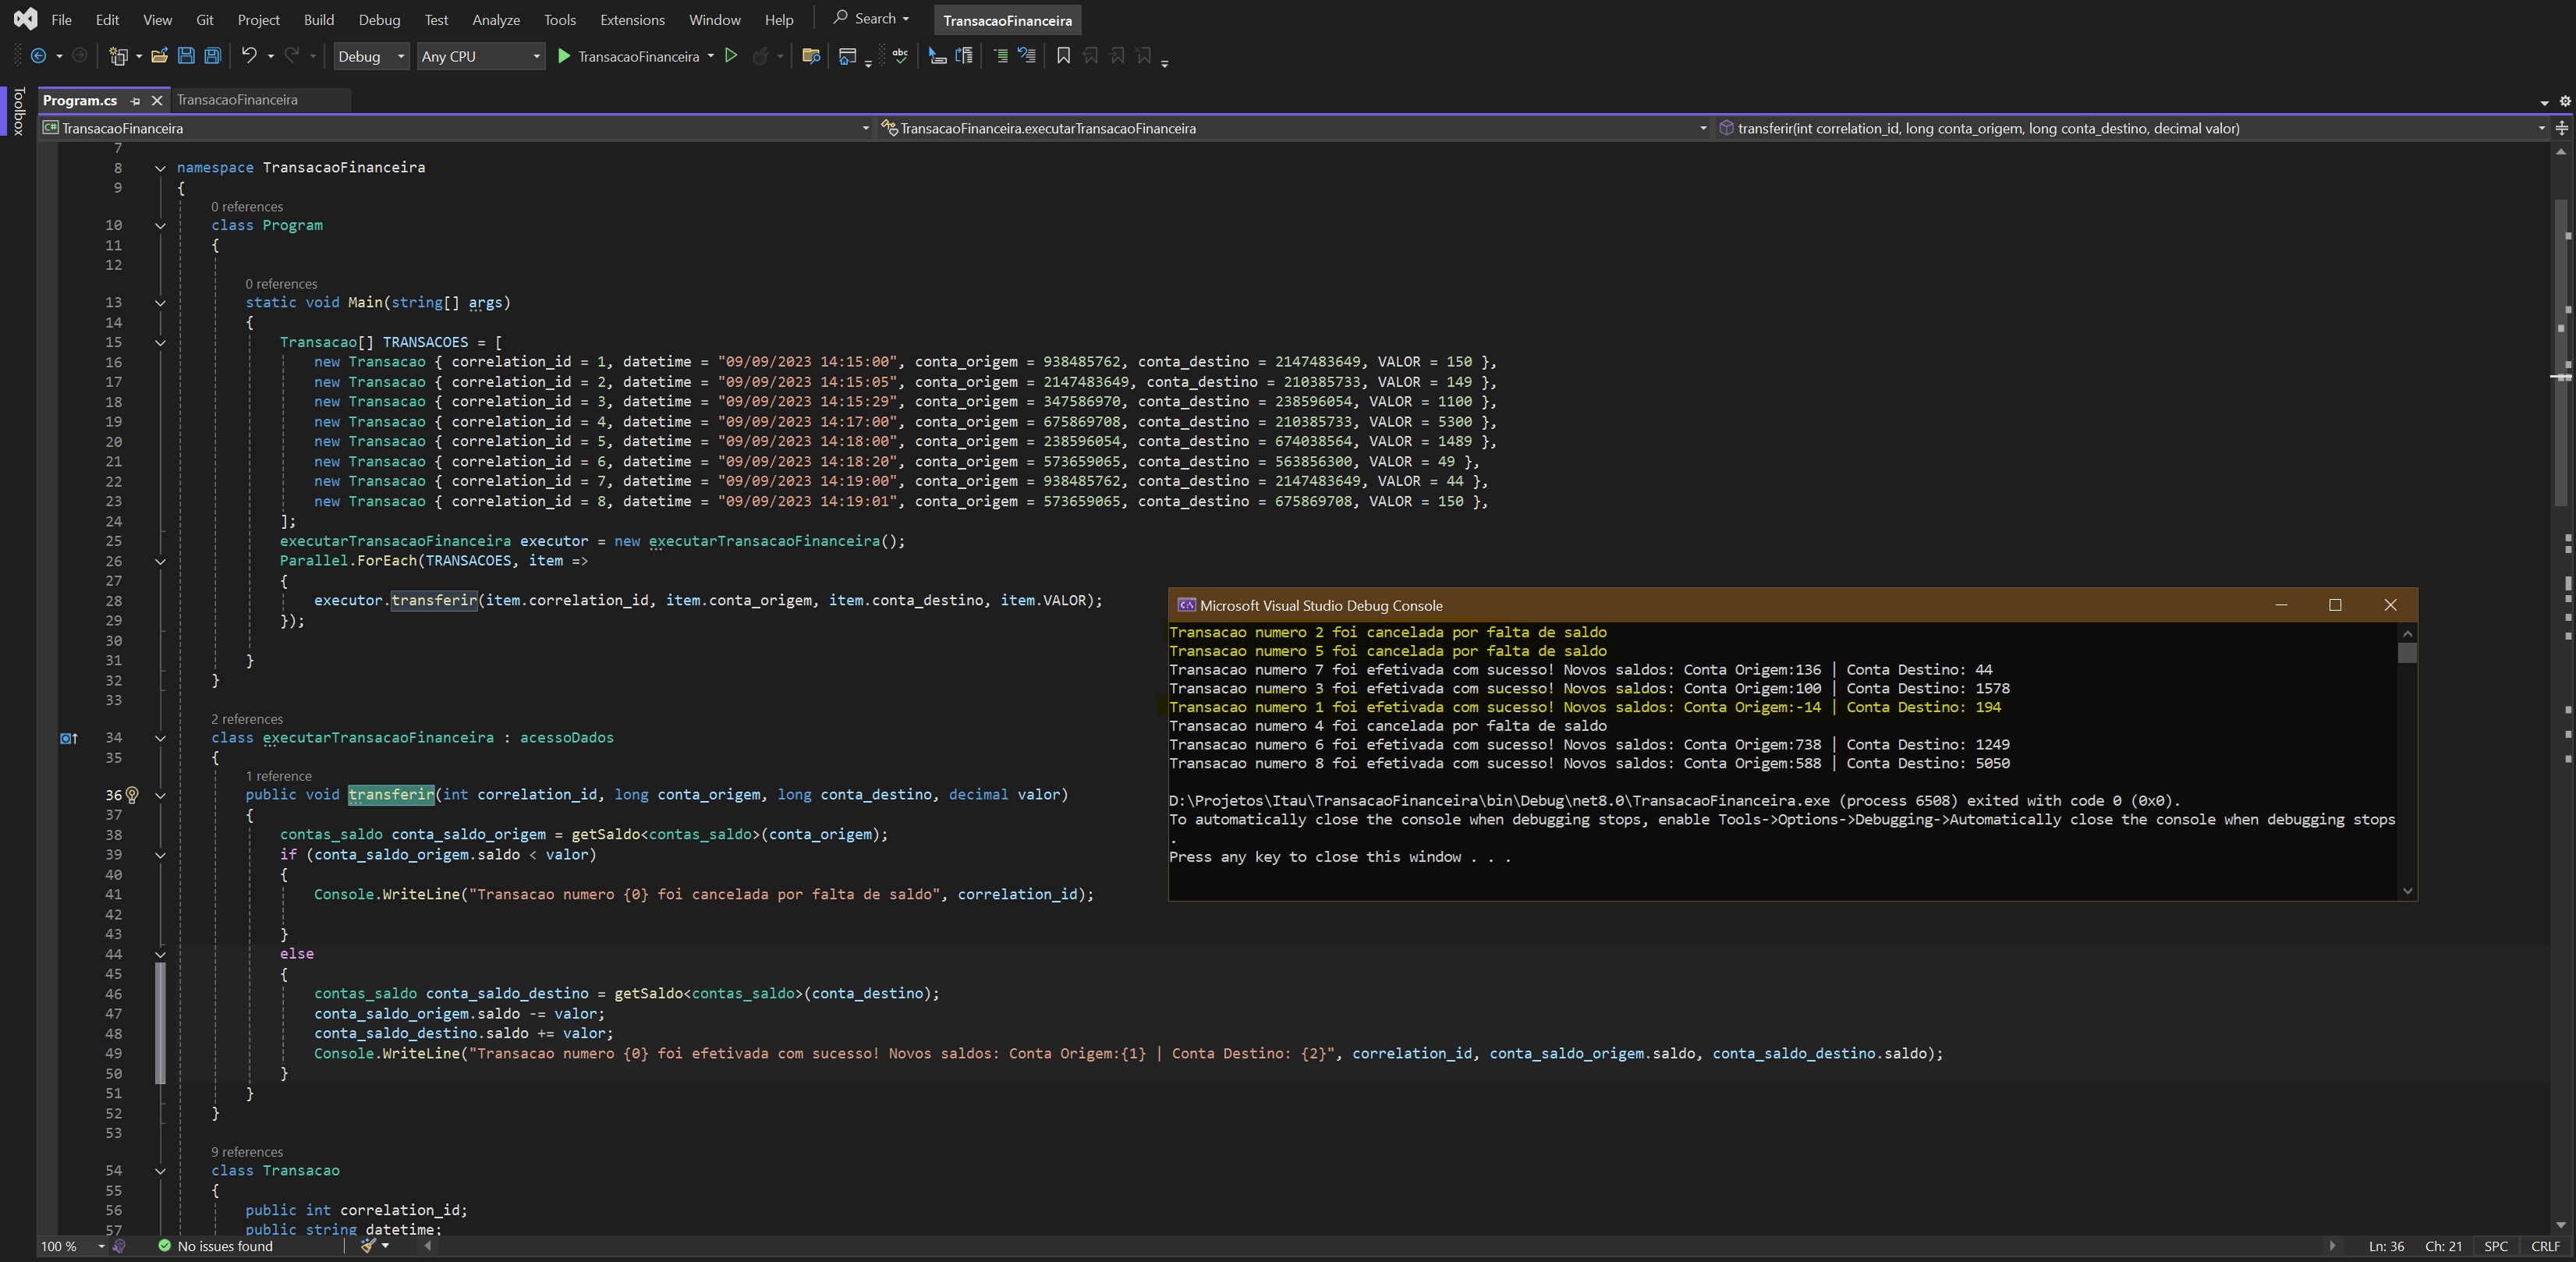 File Edit View Git Project Build Debug Test Analyze Tools Extensions Window Help Search TransacaoFinanceira
Debug Any CPU TransacaoFinanceira
Toolbox
Program.cs TransacaoFinanceira
TransacaoFinanceira TransacaoFinanceira.executarTransacaoFinanceira transferir(int correlation_id, long conta_origem, long conta_destino, decimal valor)
7
8 namespace TransacaoFinanceira
9 {
0 references
10 class Program
11 {
12
0 references
13 static void Main(string[] args)
14 {
15 Transacao[] TRANSACOES = [
16 new Transacao { correlation_id = 1, datetime = "09/09/2023 14:15:00", conta_origem = 938485762, conta_destino = 2147483649, VALOR = 150 },
17 new Transacao { correlation_id = 2, datetime = "09/09/2023 14:15:05", conta_origem = 2147483649, conta_destino = 210385733, VALOR = 149 },
18 new Transacao { correlation_id = 3, datetime = "09/09/2023 14:15:29", conta_origem = 347586970, conta_destino = 238596054, VALOR = 1100 },
19 new Transacao { correlation_id = 4, datetime = "09/09/2023 14:17:00", conta_origem = 675869708, conta_destino = 210385733, VALOR = 5300 },
20 new Transacao { correlation_id = 5, datetime = "09/09/2023 14:18:00", conta_origem = 238596054, conta_destino = 674038564, VALOR = 1489 },
21 new Transacao { correlation_id = 6, datetime = "09/09/2023 14:18:20", conta_origem = 573659065, conta_destino = 563856300, VALOR = 49 },
22 new Transacao { correlation_id = 7, datetime = "09/09/2023 14:19:00", conta_origem = 938485762, conta_destino = 2147483649, VALOR = 44 },
23 new Transacao { correlation_id = 8, datetime = "09/09/2023 14:19:01", conta_origem = 573659065, conta_destino = 675869708, VALOR = 150 },
24 ];
25 executarTransacaoFinanceira executor = new executarTransacaoFinanceira();
26 Parallel.ForEach(TRANSACOES, item =>
27 {
28 executor.transferir(item.correlation_id, item.conta_origem, item.conta_destino, item.VALOR);
29 });
30
31 }
32 }
33
2 references
34 class executarTransacaoFinanceira : acessoDados
35 {
1 reference
36 public void transferir(int correlation_id, long conta_origem, long conta_destino, decimal valor)
37 {
38 contas_saldo conta_saldo_origem = getSaldo<contas_saldo>(conta_origem);
39 if (conta_saldo_origem.saldo < valor)
40 {
41 Console.WriteLine("Transacao numero {0} foi cancelada por falta de saldo", correlation_id);
42
43 }
44 else
45 {
46 contas_saldo conta_saldo_destino = getSaldo<contas_saldo>(conta_destino);
47 conta_saldo_origem.saldo -= valor;
48 conta_saldo_destino.saldo += valor;
49 Console.WriteLine("Transacao numero {0} foi efetivada com sucesso! Novos saldos: Conta Origem:{1} | Conta Destino: {2}", correlation_id, conta_saldo_origem.saldo, conta_saldo_destino.saldo);
50 }
51 }
52 }
53
9 references
54 class Transacao
55 {
56 public int correlation_id;
57 public string datetime;
Microsoft Visual Studio Debug Console
Transacao numero 2 foi cancelada por falta de saldo
Transacao numero 5 foi cancelada por falta de saldo
Transacao numero 7 foi efetivada com sucesso! Novos saldos: Conta Origem:136 | Conta Destino: 44
Transacao numero 3 foi efetivada com sucesso! Novos saldos: Conta Origem:100 | Conta Destino: 1578
Transacao numero 1 foi efetivada com sucesso! Novos saldos: Conta Origem:-14 | Conta Destino: 194
Transacao numero 4 foi cancelada por falta de saldo
Transacao numero 6 foi efetivada com sucesso! Novos saldos: Conta Origem:738 | Conta Destino: 1249
Transacao numero 8 foi efetivada com sucesso! Novos saldos: Conta Origem:588 | Conta Destino: 5050
D:\Projetos\Itau\TransacaoFinanceira\bin\Debug\net8.0\TransacaoFinanceira.exe (process 6508) exited with code 0 (0x0).
To automatically close the console when debugging stops, enable Tools->Options->Debugging->Automatically close the console when debugging stops
.
Press any key to close this window . . .
100 % No issues found Ln: 36 Ch: 21 SPC CRLF